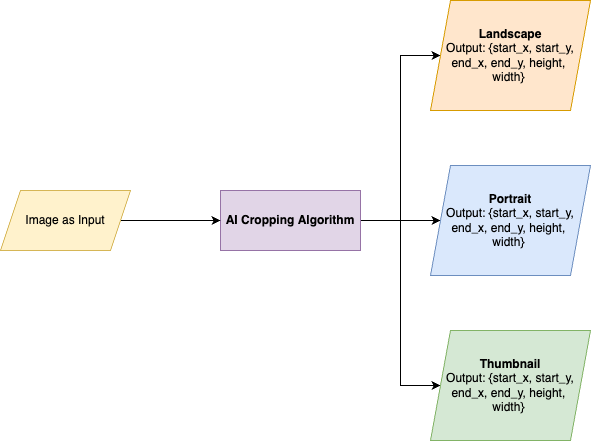 Image as Input
AI Cropping Algorithm
Landscape
Output: {start_x, start_y,
end_x, end_y, height,
width}
Portrait
Output: {start_x, start_y,
end_x, end_y, height,
width}
Thumbnail
Output: {start_x, start_y,
end_x, end_y, height,
width}